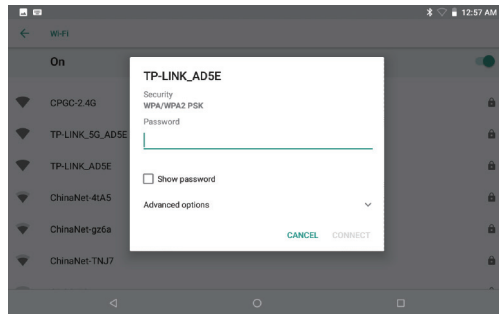 12:57 AM
Wi-Fi
On
CPGC-2.4G
TP-LINK_5G_AD5E
TP-LINK_AD5E
ChinaNet-4tA5
ChinaNet-gz6a
ChinaNet-TNJ7
TP-LINK_AD5E
Security
WPA/WPA2 PSK
Password
Show password
Advanced options
CANCEL CONNECT